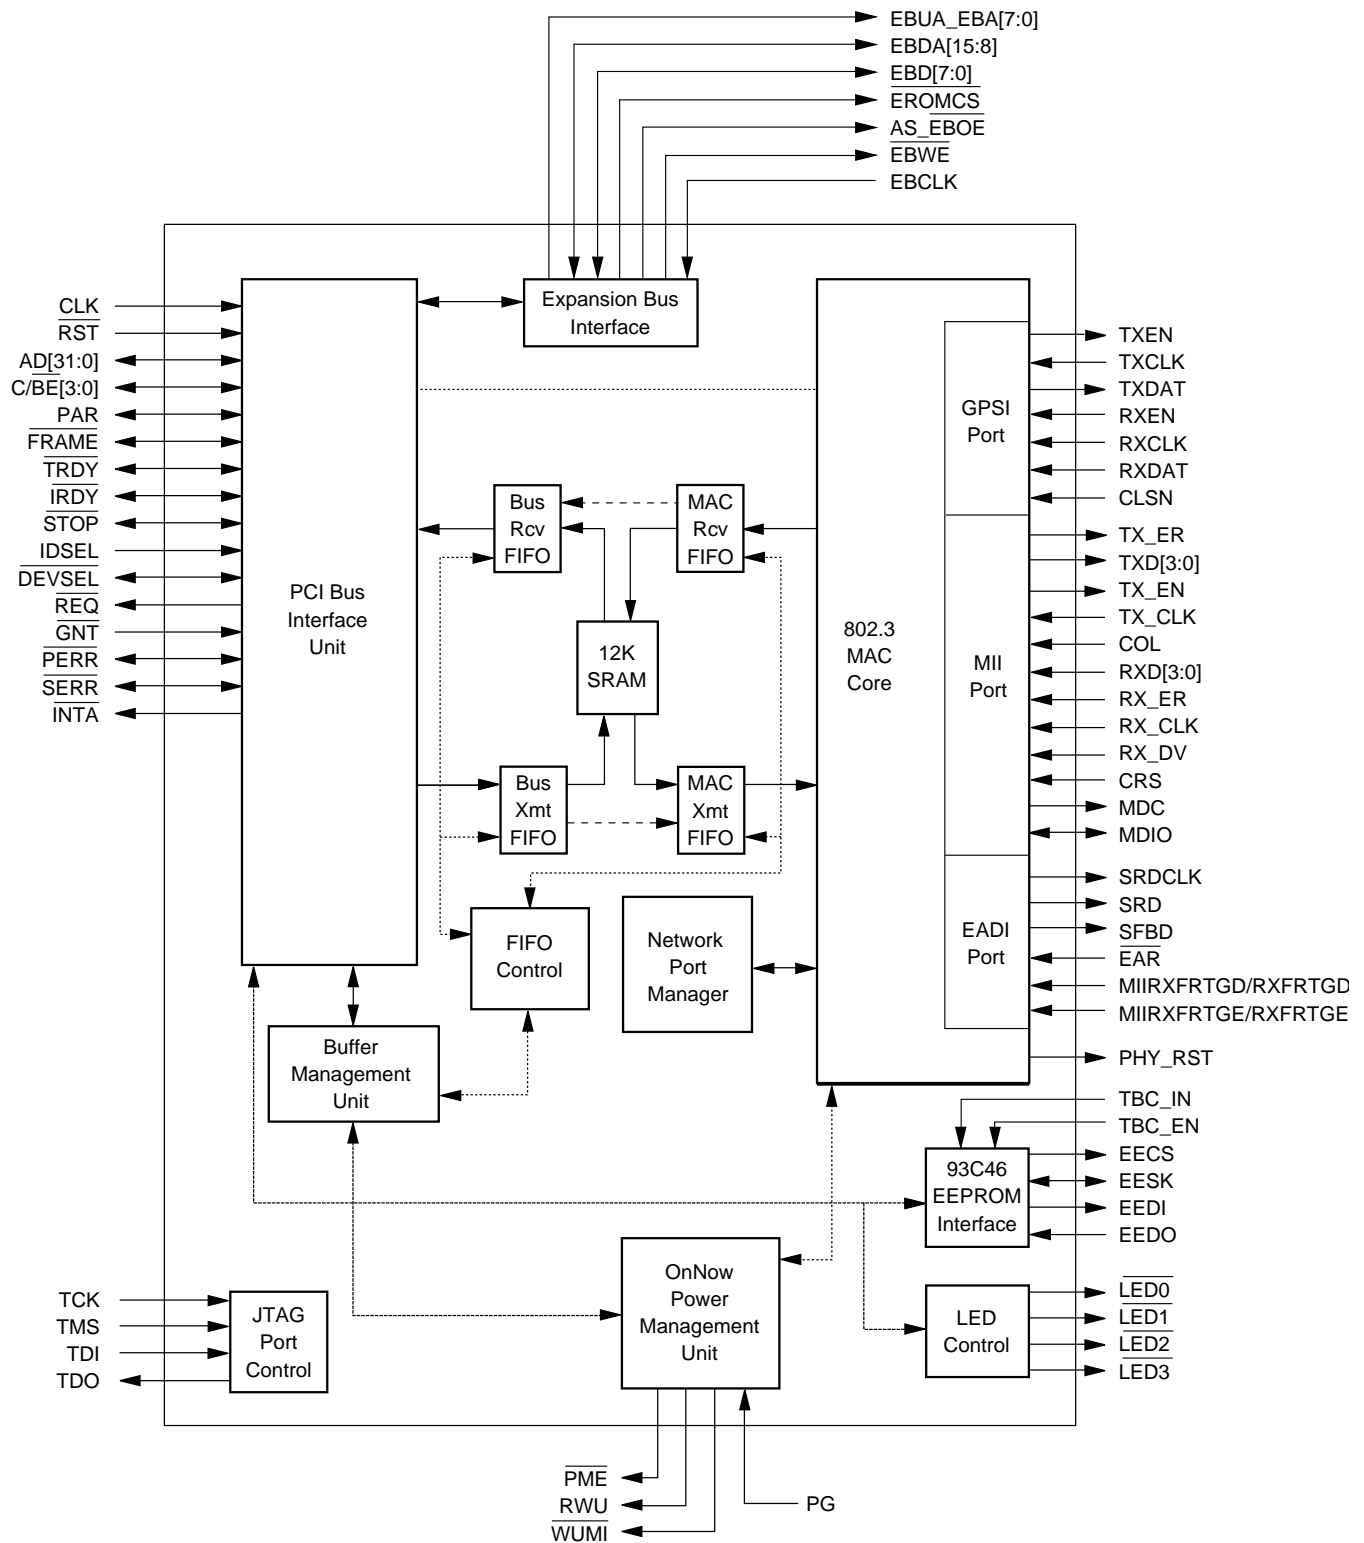 EBUA_EBA[7:0]
EBDA[15:8]
EBD[7:0]
EROMCS
AS_EBOE
EBWE
EBCLK
CLK
RST
AD[31:0]
C/BE[3:0]
PAR
FRAME
TRDY
IRDY
STOP
IDSEL
DEVSEL
REQ
GNT
PERR
SERR
INTA
PCI Bus
Interface
Unit
Expansion Bus
Interface
Bus
Rcv
FIFO
MAC
Rcv
FIFO
12K
SRAM
Bus
Xmt
FIFO
MAC
Xmt
FIFO
FIFO
Control
Network
Port
Manager
Buffer
Management
Unit
802.3
MAC
Core
GPSI
Port
MII
Port
EADI
Port
TXEN
TXCLK
TXDAT
RXEN
RXCLK
RXDAT
CLSN
TX_ER
TXD[3:0]
TX_EN
TX_CLK
COL
RXD[3:0]
RX_ER
RX_CLK
RX_DV
CRS
MDC
MDIO
SRDCLK
SRD
SFBD
EAR
MIIRXFRTGD/RXFRTGD
MIIRXFRTGE/RXFRTGE
PHY_RST
TBC_IN
TBC_EN
EECS
EESK
EEDI
EEDO
93C46
EEPROM
Interface
OnNow
Power
Management
Unit
LED
Control
LED0
LED1
LED2
LED3
TCK
TMS
TDI
TDO
JTAG
Port
Control
PME
RWU
WUMI
PG